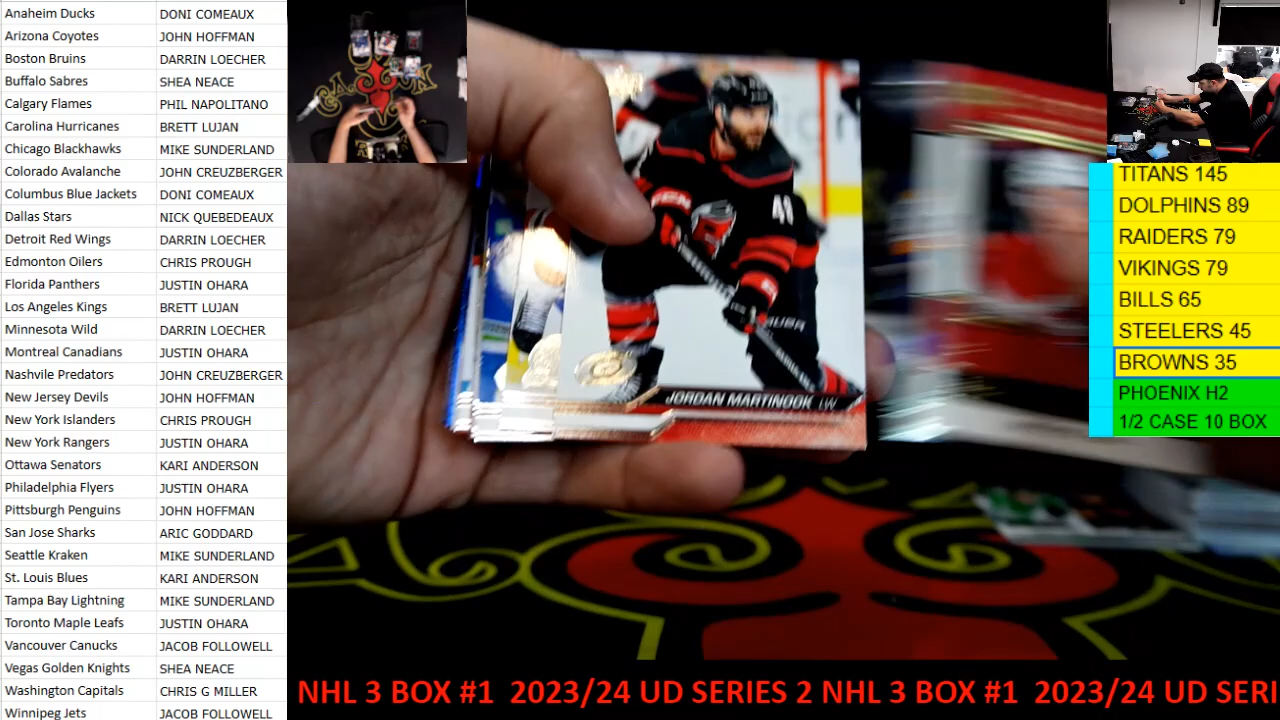 Anaheim Ducks DONI COMEAUX
Arizona Coyotes JOHN HOFFMAN
Boston Bruins DARRIN LOECHER
Buffalo Sabres SHEA NEACE
Calgary Flames PHIL NAPOLITANO
Carolina Hurricanes BRETT LUJAN
Chicago Blackhawks MIKE SUNDERLAND
Colorado Avalanche JOHN CREUZBERGER
Columbus Blue Jackets DONI COMEAUX
Dallas Stars NICK QUEBEDEAUX
Detroit Red Wings DARRIN LOECHER
Edmonton Oilers CHRIS PROUGH
Florida Panthers JUSTIN OHARA
Los Angeles Kings BRETT LUJAN
Minnesota Wild DARRIN LOECHER
Montreal Canadians JUSTIN OHARA
Nashvile Predators JOHN CREUZBERGER
New Jersey Devils JOHN HOFFMAN
New York Islanders CHRIS PROUGH
New York Rangers JUSTIN OHARA
Ottawa Senators KARI ANDERSON
Philadelphia Flyers JUSTIN OHARA
Pittsburgh Penguins JOHN HOFFMAN
San Jose Sharks ARIC GODDARD
Seattle Kraken MIKE SUNDERLAND
St. Louis Blues KARI ANDERSON
Tampa Bay Lightning MIKE SUNDERLAND
Toronto Maple Leafs JUSTIN OHARA
Vancouver Canucks JACOB FOLLOWELL
Vegas Golden Knights SHEA NEACE
Washington Capitals CHRIS G MILLER
Winnipeg Jets JACOB FOLLOWELL
JORDAN MARTINOOK LW
TITANS 145
DOLPHINS 89
RAIDERS 79
VIKINGS 79
BILLS 65
STEELERS 45
BROWNS 35
PHOENIX H2
1/2 CASE 10 BOX
NHL 3 BOX #1 2023/24 UD SERIES 2 NHL 3 BOX #1 2023/24 UD SERI